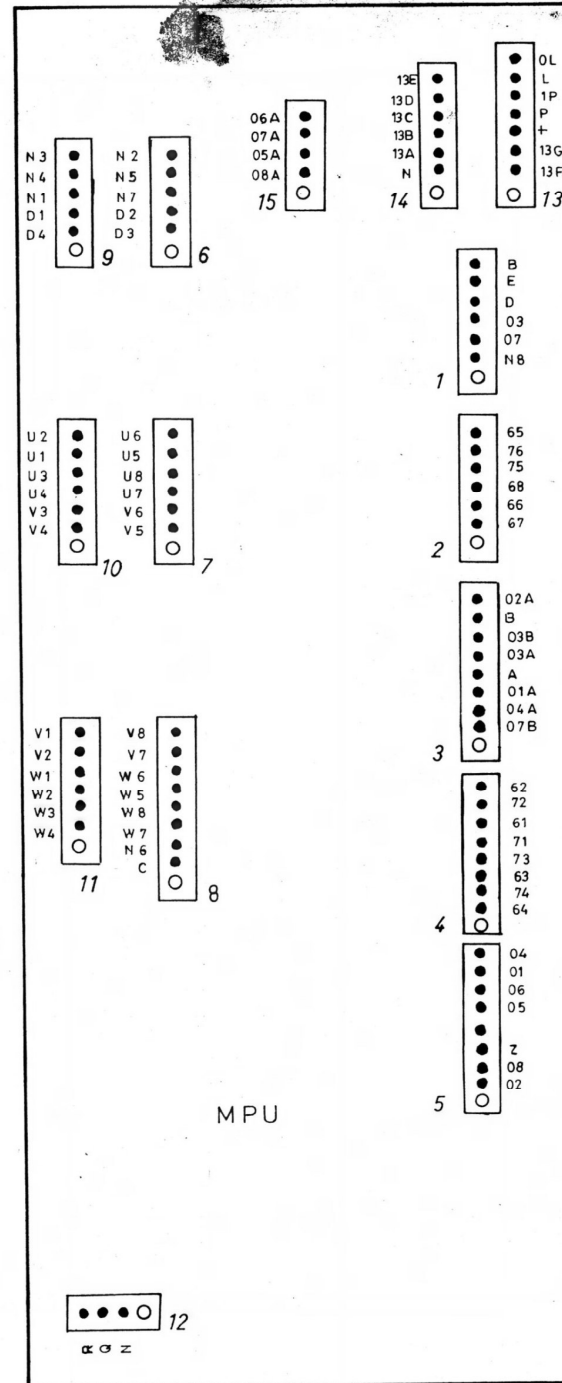 N3
N4
N1
D1
D4
9
N2
N5
N7
D2
D3
6
06A
07A
05A
08A
15
13E
13D
13C
13B
13A
N
14
0L
L
1P
P
+
13G
13F
13
B
E
D
03
07
N8
1
U2
U1
U3
U4
V3
V4
10
U6
U5
U8
U7
V6
V5
7
65
76
75
68
66
67
2
02A
B
03B
03A
A
01A
04A
07B
3
V1
V2
W1
W2
W3
W4
11
V8
V7
W6
W5
W8
W7
N6
C
8
62
72
61
71
73
63
74
64
4
04
01
06
05
Z
08
02
5
MPU
12
R